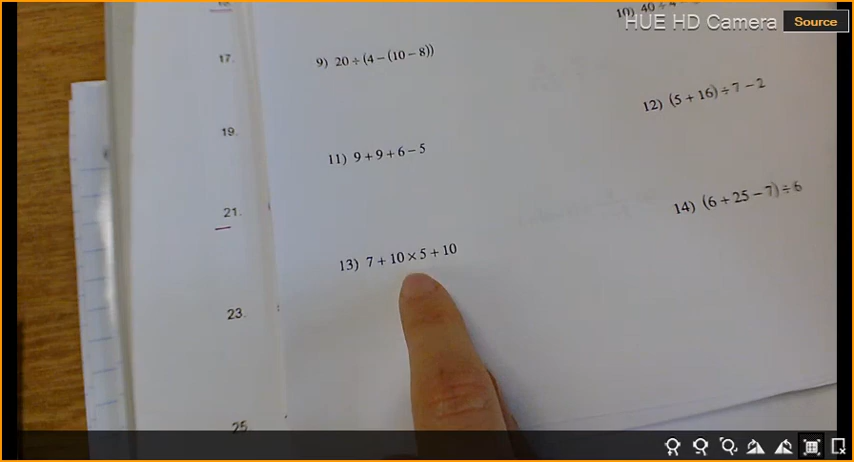 HUE HD Camera
Source
17.
9) 20 ÷ (4 − (10 − 8))
19.
11) 9 + 9 + 6 − 5
12) (5 + 16) ÷ 7 − 2
21.
13) 7 + 10 × 5 + 10
14) (6 + 25 − 7) ÷ 6
23.
25.